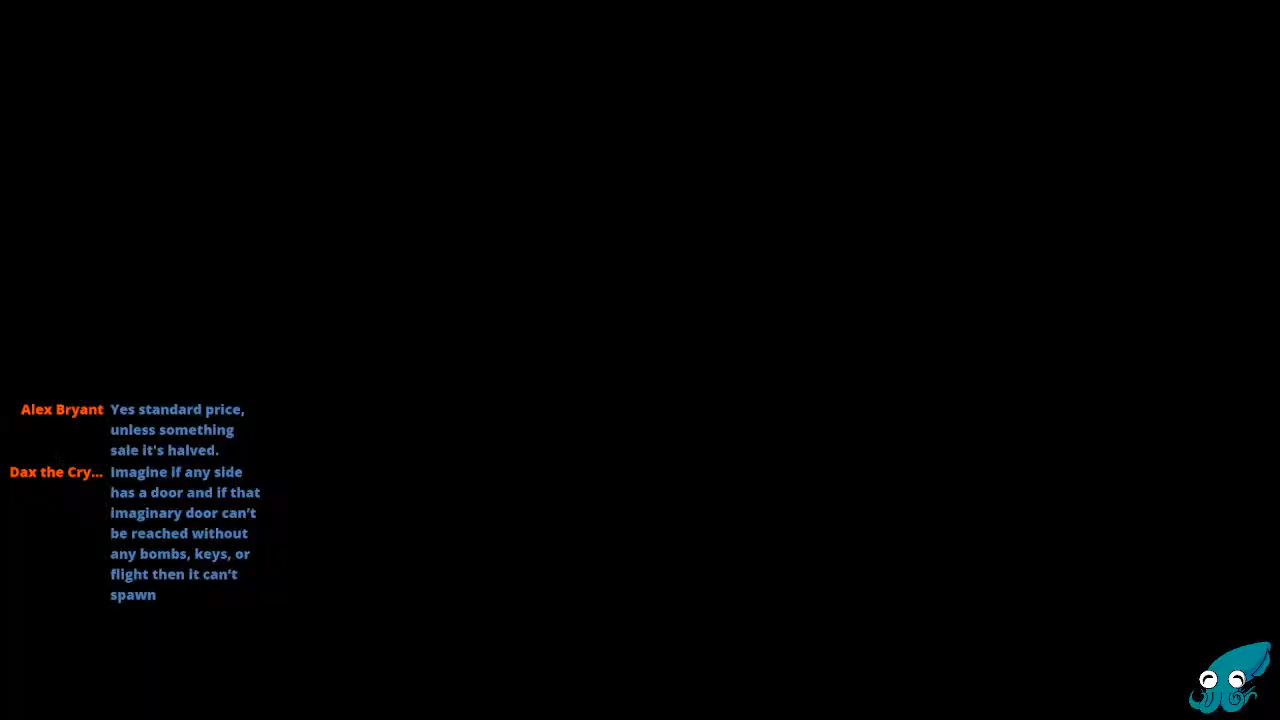 Alex Bryant Yes standard price,
unless something
sale it's halved.
Dax the Cry... Imagine if any side
has a door and if that
imaginary door can't
be reached without
any bombs, keys, or
flight then it can't
spawn